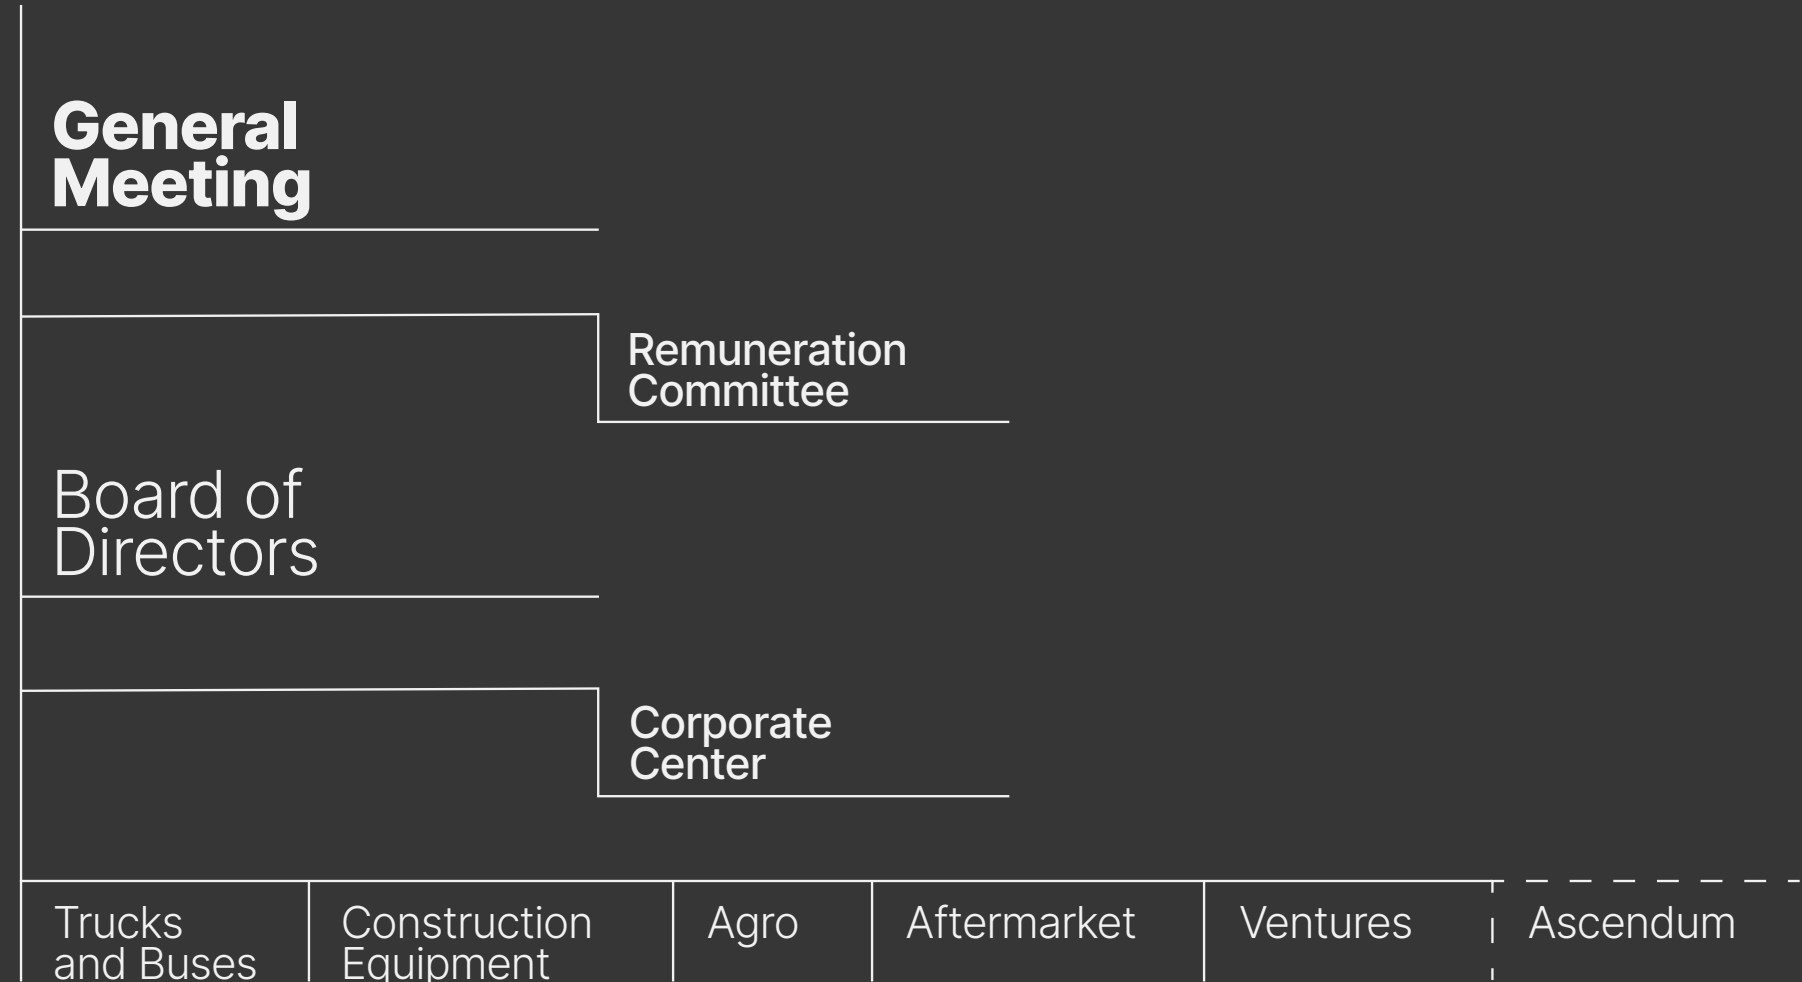 General
Meeting
Remuneration
Committee
Board of
Directors
Corporate
Center
Trucks
and Buses
Construction
Equipment
Agro
Aftermarket
Ventures
Ascendum